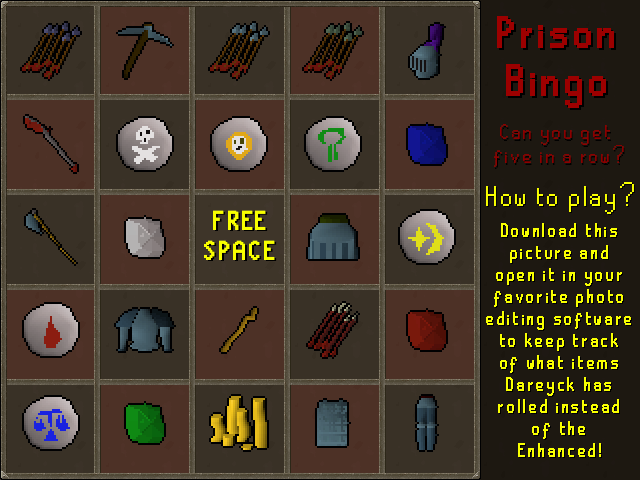 Prison
Bingo
Can you get
five in a row?
FREE
SPACE
How to play?
Download this
picture and
open it in your
favorite photo
editing software
to keep track
of what items
Dareyck has
rolled instead
of the
Enhanced!